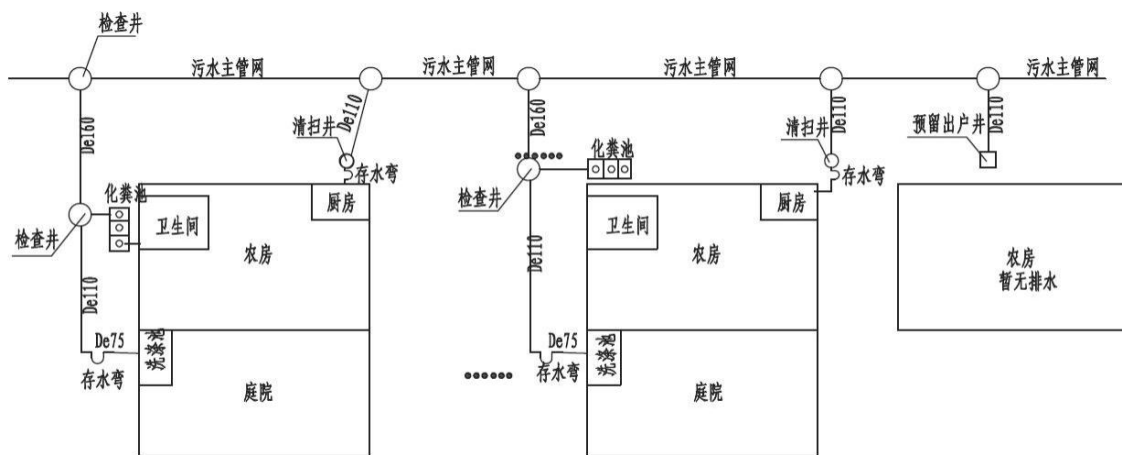 检查井
污水主管网
污水主管网
污水主管网
污水主管网
De160
清扫井
De110
De160
清扫井
De110
预留出户井
De110
化粪池
存水弯
化粪池
存水弯
检查井
卫生间
厨房
检查井
卫生间
厨房
农房
农房
农房
暂无排水
De110
De110
De75
洗涤池
存水弯
庭院
De75
洗涤池
存水弯
庭院